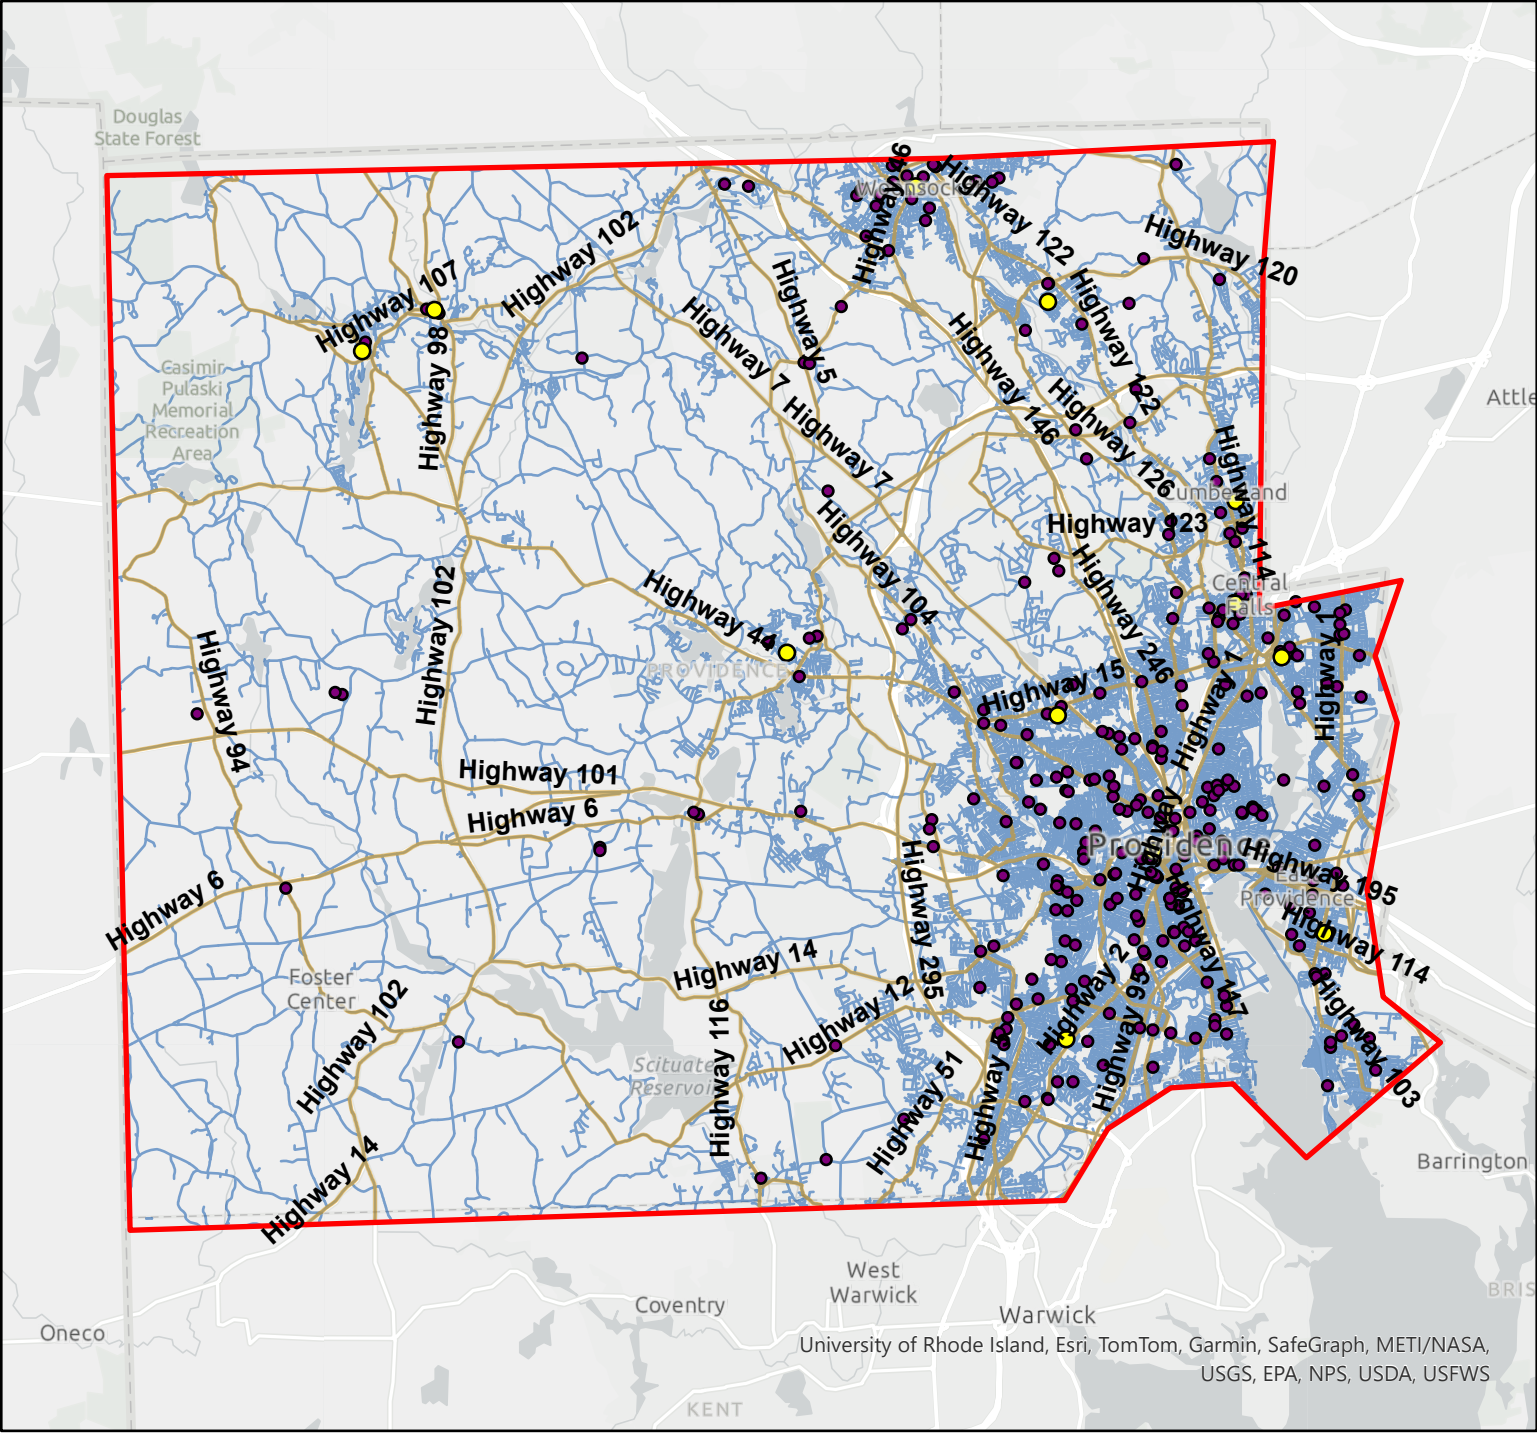 Douglas
State Forest
Highway 46
Woonsocket
Highway 122
Highway 120
Highway 102
Highway 107
Highway 5
Highway 122
Highway 7
Highway 146
Highway 98
Casimir
Pulaski
Memorial
Recreation
Area
Attle
Highway 7
Highway 126
Highway 114
Cumberland
Highway 104
Highway 123
Highway 246
Central
Falls
Highway 44
Highway 102
PROVIDENCE
Highway 94
Highway 15
Highway 1
Highway 1
Highway 101
Highway 6
Highway
Providence
Highway 195
East
Providence
Highway 6
Highway 295
Highway 147
Highway 114
Highway 14
Foster
Center
Highway 102
Highway 12
Highway 2
Highway 95
Highway 103
Highway 116
Scituate
Reservoir
Highway 51
Highway 5
Highway 14
Barrington
West
Warwick
Coventry
Warwick
BRIS
Oneco
University of Rhode Island, Esri, TomTom, Garmin, SafeGraph, METI/NASA,
USGS, EPA, NPS, USDA, USFWS
KENT